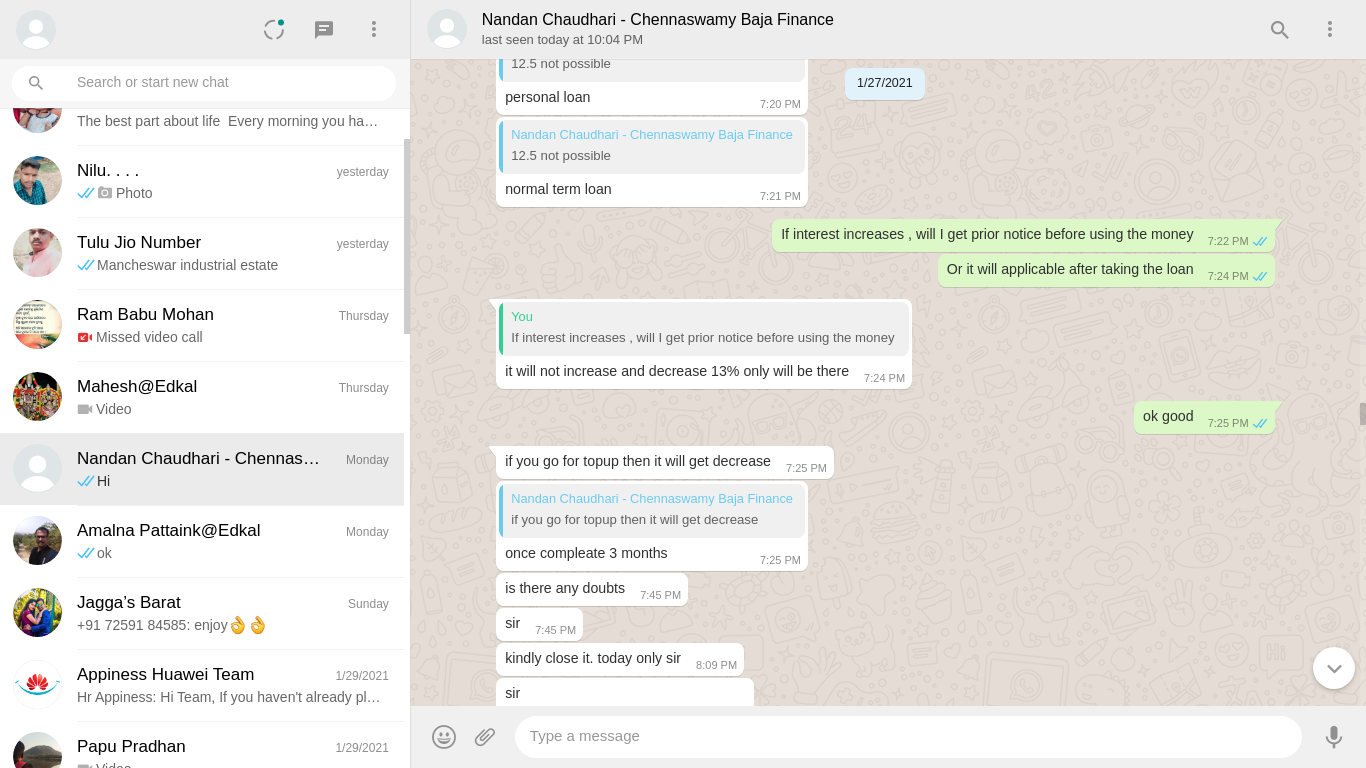 Search or start new chat
The best part about life  Every morning you ha…
Nilu. . . .
yesterday
Photo
Tulu Jio Number
yesterday
Mancheswar industrial estate
Ram Babu Mohan
Thursday
Missed video call
Mahesh@Edkal
Thursday
Video
Nandan Chaudhari - Chennas…
Monday
Hi
Amalna Pattaink@Edkal
Monday
ok
Jagga’s Barat
Sunday
+91 72591 84585: enjoy👌👌
Appiness Huawei Team
1/29/2021
Hr Appiness: Hi Team, If you haven't already pl…
Papu Pradhan
1/29/2021
Video
Nandan Chaudhari - Chennaswamy Baja Finance
last seen today at 10:04 PM
12.5 not possible
1/27/2021
personal loan
7:20 PM
Nandan Chaudhari - Chennaswamy Baja Finance
12.5 not possible
normal term loan
7:21 PM
If interest increases , will I get prior notice before using the money
7:22 PM
Or it will applicable after taking the loan
7:24 PM
You
If interest increases , will I get prior notice before using the money
it will not increase and decrease 13% only will be there
7:24 PM
ok good
7:25 PM
if you go for topup then it will get decrease
7:25 PM
Nandan Chaudhari - Chennaswamy Baja Finance
if you go for topup then it will get decrease
once compleate 3 months
7:25 PM
is there any doubts
7:45 PM
sir
7:45 PM
kindly close it. today only sir
8:09 PM
sir
Type a message